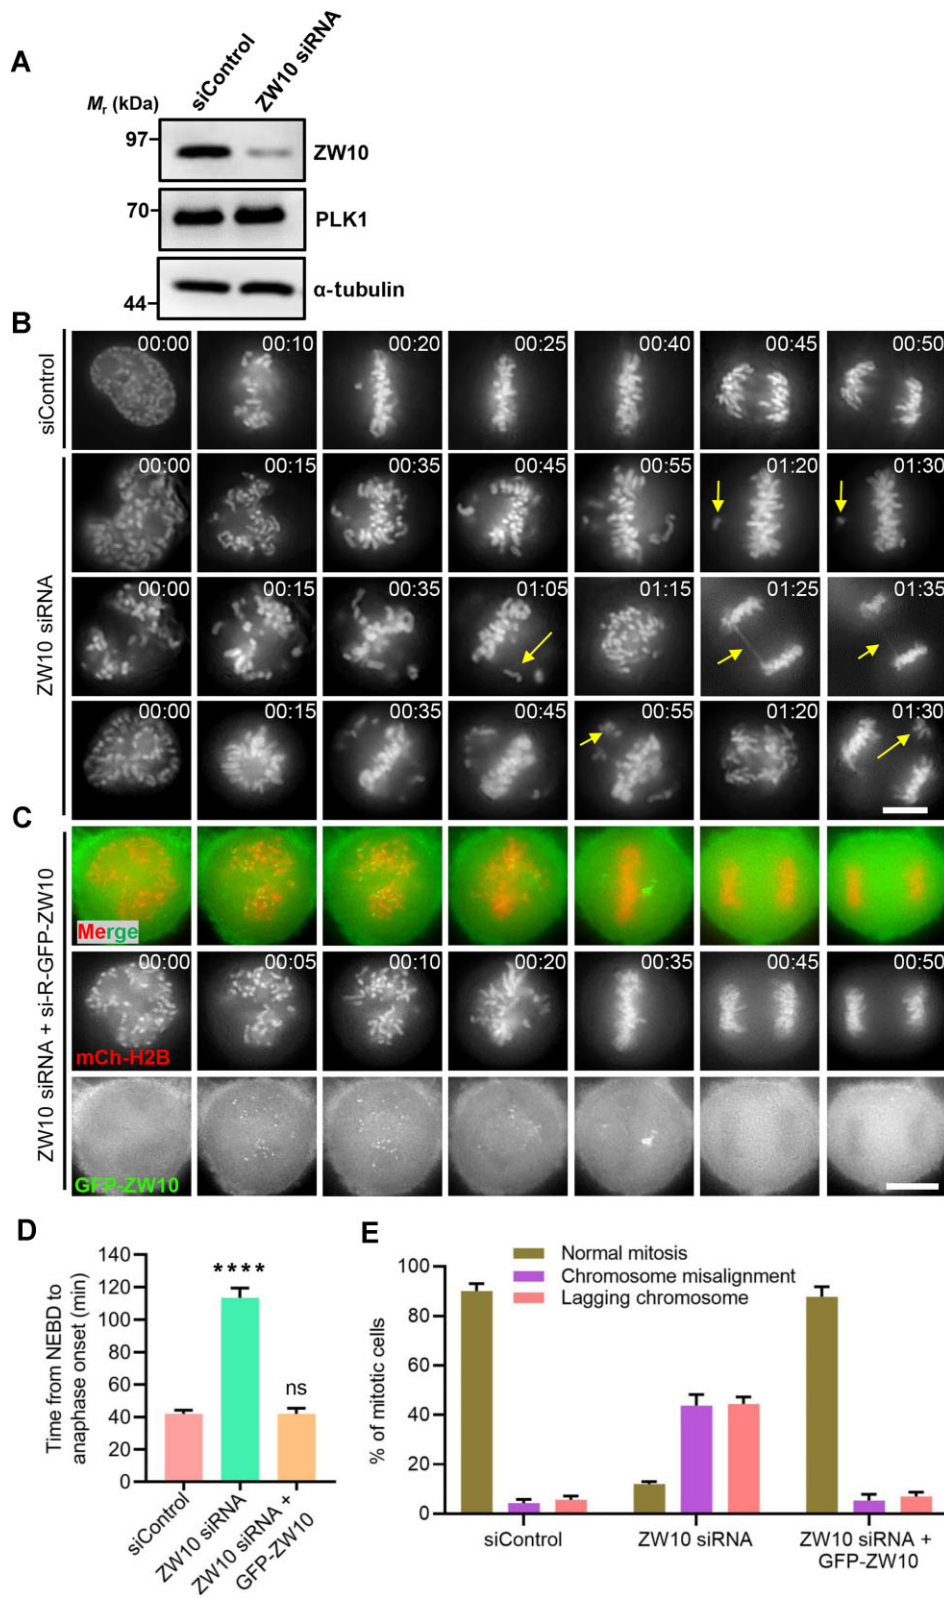 A
siControl
ZW10 siRNA
Mr (kDa)
97
ZW10
70
PLK1
44
α-tubulin
B
siControl
00:00
00:10
00:20
00:25
00:40
00:45
00:50
ZW10 siRNA
00:00
00:15
00:35
00:45
00:55
01:20
01:30
00:00
00:15
00:35
01:05
01:15
01:25
01:35
00:00
00:15
00:35
00:45
00:55
01:20
01:30
C
ZW10 siRNA + si-R-GFP-ZW10
Merge
00:00
00:05
00:10
00:20
00:35
00:45
00:50
mCh-H2B
GFP-ZW10
D
Time from NEBD to
anaphase onset (min)
140
120
100
80
60
40
20
0
****
ns
siControl
ZW10 siRNA
ZW10 siRNA +
GFP-ZW10
E
Normal mitosis
Chromosome misalignment
Lagging chromosome
% of mitotic cells
100
80
60
40
20
0
siControl
ZW10 siRNA
ZW10 siRNA +
GFP-ZW10